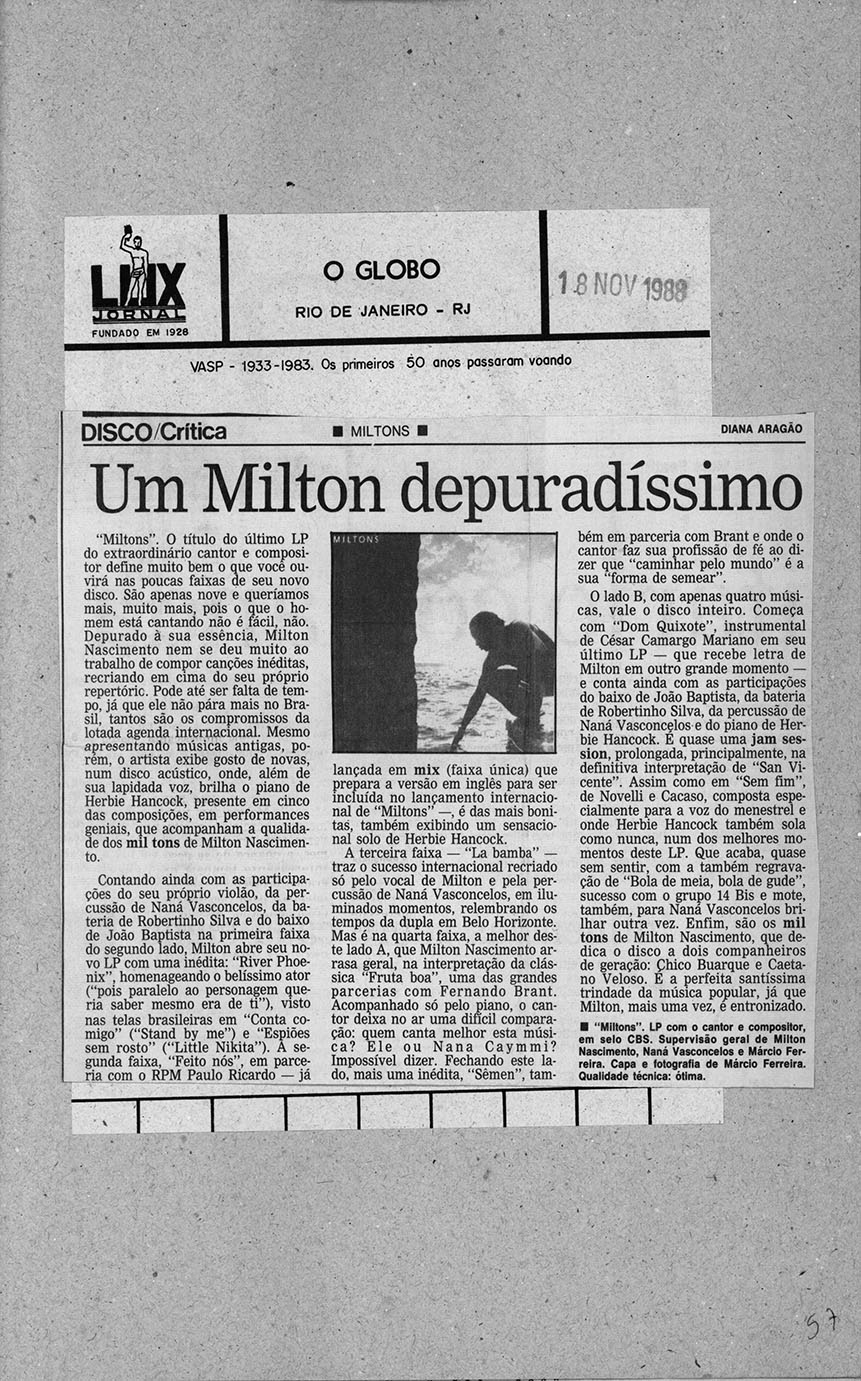 LUX
JORNAL
FUNDADO EM 1928
O GLOBO
RIO DE JANEIRO - RJ
18 NOV 1988
VASP - 1933-1983. Os primeiros 50 anos passaram voando
DISCO/Crítica
■ MILTONS ■
DIANA ARAGÃO
Um Milton depuradíssimo
“Miltons”. O título do último LP
do extraordinário cantor e composi-
tor define muito bem o que você ou-
virá nas poucas faixas de seu novo
disco. São apenas nove e queríamos
mais, muito mais, pois o que o ho-
mem está cantando não é fácil, não.
Depurado à sua essência, Milton
Nascimento nem se deu muito ao
trabalho de compor canções inéditas,
recriando em cima do seu próprio
repertório. Pode até ser falta de tem-
po, já que ele não pára mais no Bra-
sil, tantos são os compromissos da
lotada agenda internacional. Mesmo
apresentando músicas antigas, po-
rém, o artista exibe gosto de novas,
num disco acústico, onde, além de
sua lapidada voz, brilha o piano de
Herbie Hancock, presente em cinco
das composições, em performances
geniais, que acompanham a qualida-
de dos mil tons de Milton Nascimen-
to.
Contando ainda com as participa-
ções do seu próprio violão, da per-
cussão de Naná Vasconcelos, da ba-
teria de Robertinho Silva e do baixo
de João Baptista na primeira faixa
do segundo lado, Milton abre seu no-
vo LP com uma inédita: “River Phoe-
nix”, homenageando o belíssimo ator
(“pois paralelo ao personagem que-
ria saber mesmo era de ti”), visto
nas telas brasileiras em “Conta co-
migo” (“Stand by me”) e “Espiões
sem rosto” (“Little Nikita”). A se-
gunda faixa, “Feito nós”, em parce-
ria com o RPM Paulo Ricardo — já
MILTONS
lançada em mix (faixa única) que
prepara a versão em inglês para ser
incluída no lançamento internacio-
nal de “Miltons” —, é das mais boni-
tas, também exibindo um sensacio-
nal solo de Herbie Hancock.
A terceira faixa — “La bamba” —
traz o sucesso internacional recriado
só pelo vocal de Milton e pela per-
cussão de Naná Vasconcelos, em ilu-
minados momentos, relembrando os
tempos da dupla em Belo Horizonte.
Mas é na quarta faixa, a melhor des-
te lado A, que Milton Nascimento ar-
rasa geral, na interpretação da clás-
sica “Fruta boa”, uma das grandes
parcerias com Fernando Brant.
Acompanhado só pelo piano, o can-
tor deixa no ar uma difícil compara-
ção: quem canta melhor esta músi-
ca? Ele ou Nana Caymmi?
Impossível dizer. Fechando este la-
do, mais uma inédita, “Sêmen”, tam-
bém em parceria com Brant e onde o
cantor faz sua profissão de fé ao di-
zer que “caminhar pelo mundo” é a
sua “forma de semear”.
O lado B, com apenas quatro músi-
cas, vale o disco inteiro. Começa
com “Dom Quixote”, instrumental
de César Camargo Mariano em seu
último LP — que recebe letra de
Milton em outro grande momento —
e conta ainda com as participações
do baixo de João Baptista, da bateria
de Robertinho Silva, da percussão de
Naná Vasconcelos e do piano de Her-
bie Hancock. É quase uma jam ses-
sion, prolongada, principalmente, na
definitiva interpretação de “San Vi-
cente”. Assim como em “Sem fim”,
de Novelli e Cacaso, composta espe-
cialmente para a voz do menestrel e
onde Herbie Hancock também sola
como nunca, num dos melhores mo-
mentos deste LP. Que acaba, quase
sem sentir, com a também regrava-
ção de “Bola de meia, bola de gude”,
sucesso com o grupo 14 Bis e mote,
também, para Naná Vasconcelos bri-
lhar outra vez. Enfim, são os mil
tons de Milton Nascimento, que de-
dica o disco a dois companheiros
de geração: Chico Buarque e Caeta-
no Veloso. É a perfeita santíssima
trindade da música popular, já que
Milton, mais uma vez, é entronizado.
■ “Miltons”. LP com o cantor e compositor,
em selo CBS. Supervisão geral de Milton
Nascimento, Naná Vasconcelos e Márcio Fer-
reira. Capa e fotografia de Márcio Ferreira.
Qualidade técnica: ótima.
57